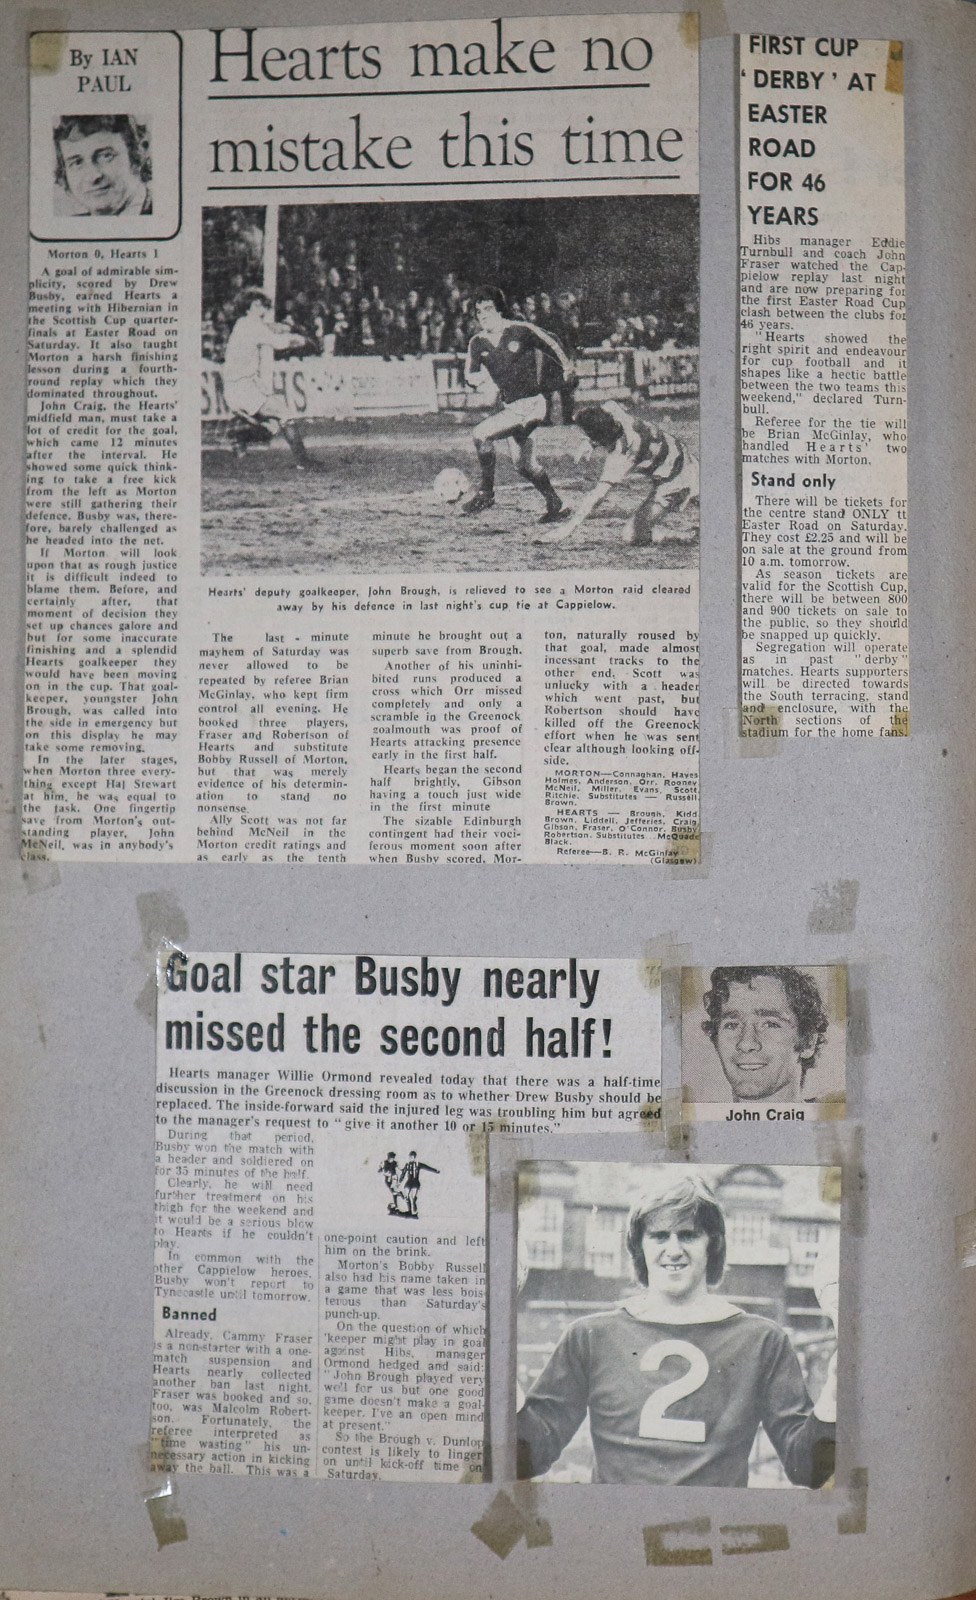 By IAN
PAUL
Hearts make no
mistake this time
Morton 0, Hearts 1
A goal of admirable sim-
plicity, scored by Drew
Busby, earned Hearts a
meeting with Hibernian in
the Scottish Cup quarter-
finals at Easter Road on
Saturday. It also taught
Morton a harsh finishing
lesson during a fourth-
round replay which they
dominated throughout.
John Craig, the Hearts'
midfield man, must take a
lot of credit for the goal,
which came 12 minutes
after the interval. He
showed some quick think-
ing to take a free kick
from the left as Morton
were still gathering their
defence. Busby was, there-
fore, barely challenged as
he headed into the net.
If Morton will look
upon that as rough justice
it is difficult indeed to
blame them. Before, and
certainly after, that
moment of decision they
set up chances galore and
but for some inaccurate
finishing and a splendid
Hearts goalkeeper they
would have been moving
on in the cup. That goal-
keeper, youngster John
Brough, was called into
the side in emergency but
on this display he may
take some removing.
In the later stages,
when Morton threw every-
thing except Hal Stewart
at him, he was equal to
the task. One fingertip
save from Morton's out-
standing player, John
McNeil, was in anybody's
class.
Hearts' deputy goalkeeper, John Brough, is relieved to see a Morton raid cleared
away by his defence in last night's cup tie at Cappielow.
The last - minute
mayhem of Saturday was
never allowed to be
repeated by referee Brian
McGinlay, who kept firm
control all evening. He
booked three players,
Fraser and Robertson of
Hearts and substitute
Bobby Russell of Morton,
but that was merely
evidence of his determin-
ation to stand no
nonsense.
Ally Scott was not far
behind McNeil in the
Morton credit ratings and
as early as the tenth
minute he brought out a
superb save from Brough.
Another of his uninhi-
bited runs produced a
cross which Orr missed
completely and only a
scramble in the Greenock
goalmouth was proof of
Hearts attacking presence
early in the first half.
Hearts began the second
half brightly, Gibson
having a touch just wide
in the first minute
The sizable Edinburgh
contingent had their voci-
ferous moment soon after
when Busby scored. Mor-
ton, naturally roused by
that goal, made almost
incessant tracks to the
other end. Scott was
unlucky with a header
which went past, but
Robertson should have
killed off the Greenock
effort when he was sent
clear although looking off-
side.
MORTON—Connaghan, Hayes
Holmes, Anderson, Orr, Rooney
McNeil, Miller, Evans, Scott,
Ritchie. Substitutes — Russell,
Brown.
HEARTS — Brough, Kidd
Brown, Liddell, Jefferies, Craig
Gibson, Fraser, O'Connor, Busby
Robertson. Substitutes — McQuade
Black.
Referee—B. R. McGinlay
(Glasgow)
FIRST CUP
' DERBY ' AT
EASTER
ROAD
FOR 46
YEARS
Hibs manager Eddie
Turnbull and coach John
Fraser watched the Cap-
pielow replay last night
and are now preparing for
the first Easter Road Cup
clash between the clubs for
46 years.
"Hearts showed the
right spirit and endeavour
for cup football and it
shapes like a hectic battle
between the two teams this
weekend," declared Turn-
bull.
Referee for the tie will
be Brian McGinlay, who
handled Hearts' two
matches with Morton.
Stand only
There will be tickets for
the centre stand ONLY tt
Easter Road on Saturday.
They cost £2.25 and will be
on sale at the ground from
10 a.m. tomorrow.
As season tickets are
valid for the Scottish Cup,
there will be between 800
and 900 tickets on sale to
the public, so they should
be snapped up quickly.
Segregation will operate
as in past "derby"
matches. Hearts supporters
will be directed towards
the South terracing, stand
and enclosure, with the
North sections of the
stadium for the home fans.
Goal star Busby nearly
missed the second half!
Hearts manager Willie Ormond revealed today that there was a half-time
discussion in the Greenock dressing room as to whether Drew Busby should be
replaced. The inside-forward said the injured leg was troubling him but agreed
to the manager's request to "give it another 10 or 15 minutes."
During that period,
Busby won the match with
a header and soldiered on
for 35 minutes of the half.
Clearly, he will need
further treatment on his
thigh for the weekend and
it would be a serious blow
to Hearts if he couldn't
play.
In common with the
other Cappielow heroes,
Busby won't report to
Tynecastle until tomorrow.
Banned
Already, Cammy Fraser
is a non-starter with a one-
match suspension and
Hearts nearly collected
another ban last night.
Fraser was booked and so,
too, was Malcolm Robert-
son. Fortunately, the
referee interpreted as
"time wasting" his un-
necessary action in kicking
away the ball. This was a
one-point caution and left
him on the brink.
Morton's Bobby Russell
also had his name taken in
a game that was less bois-
terous than Saturday's
punch-up.
On the question of which
'keeper might play in goal
against Hibs, manager
Ormond hedged and said:
"John Brough played very
well for us but one good
game doesn't make a goal-
keeper. I've an open mind
at present."
So the Brough v. Dunlop
contest is likely to linger
on until kick-off time on
Saturday.
John Craig
2